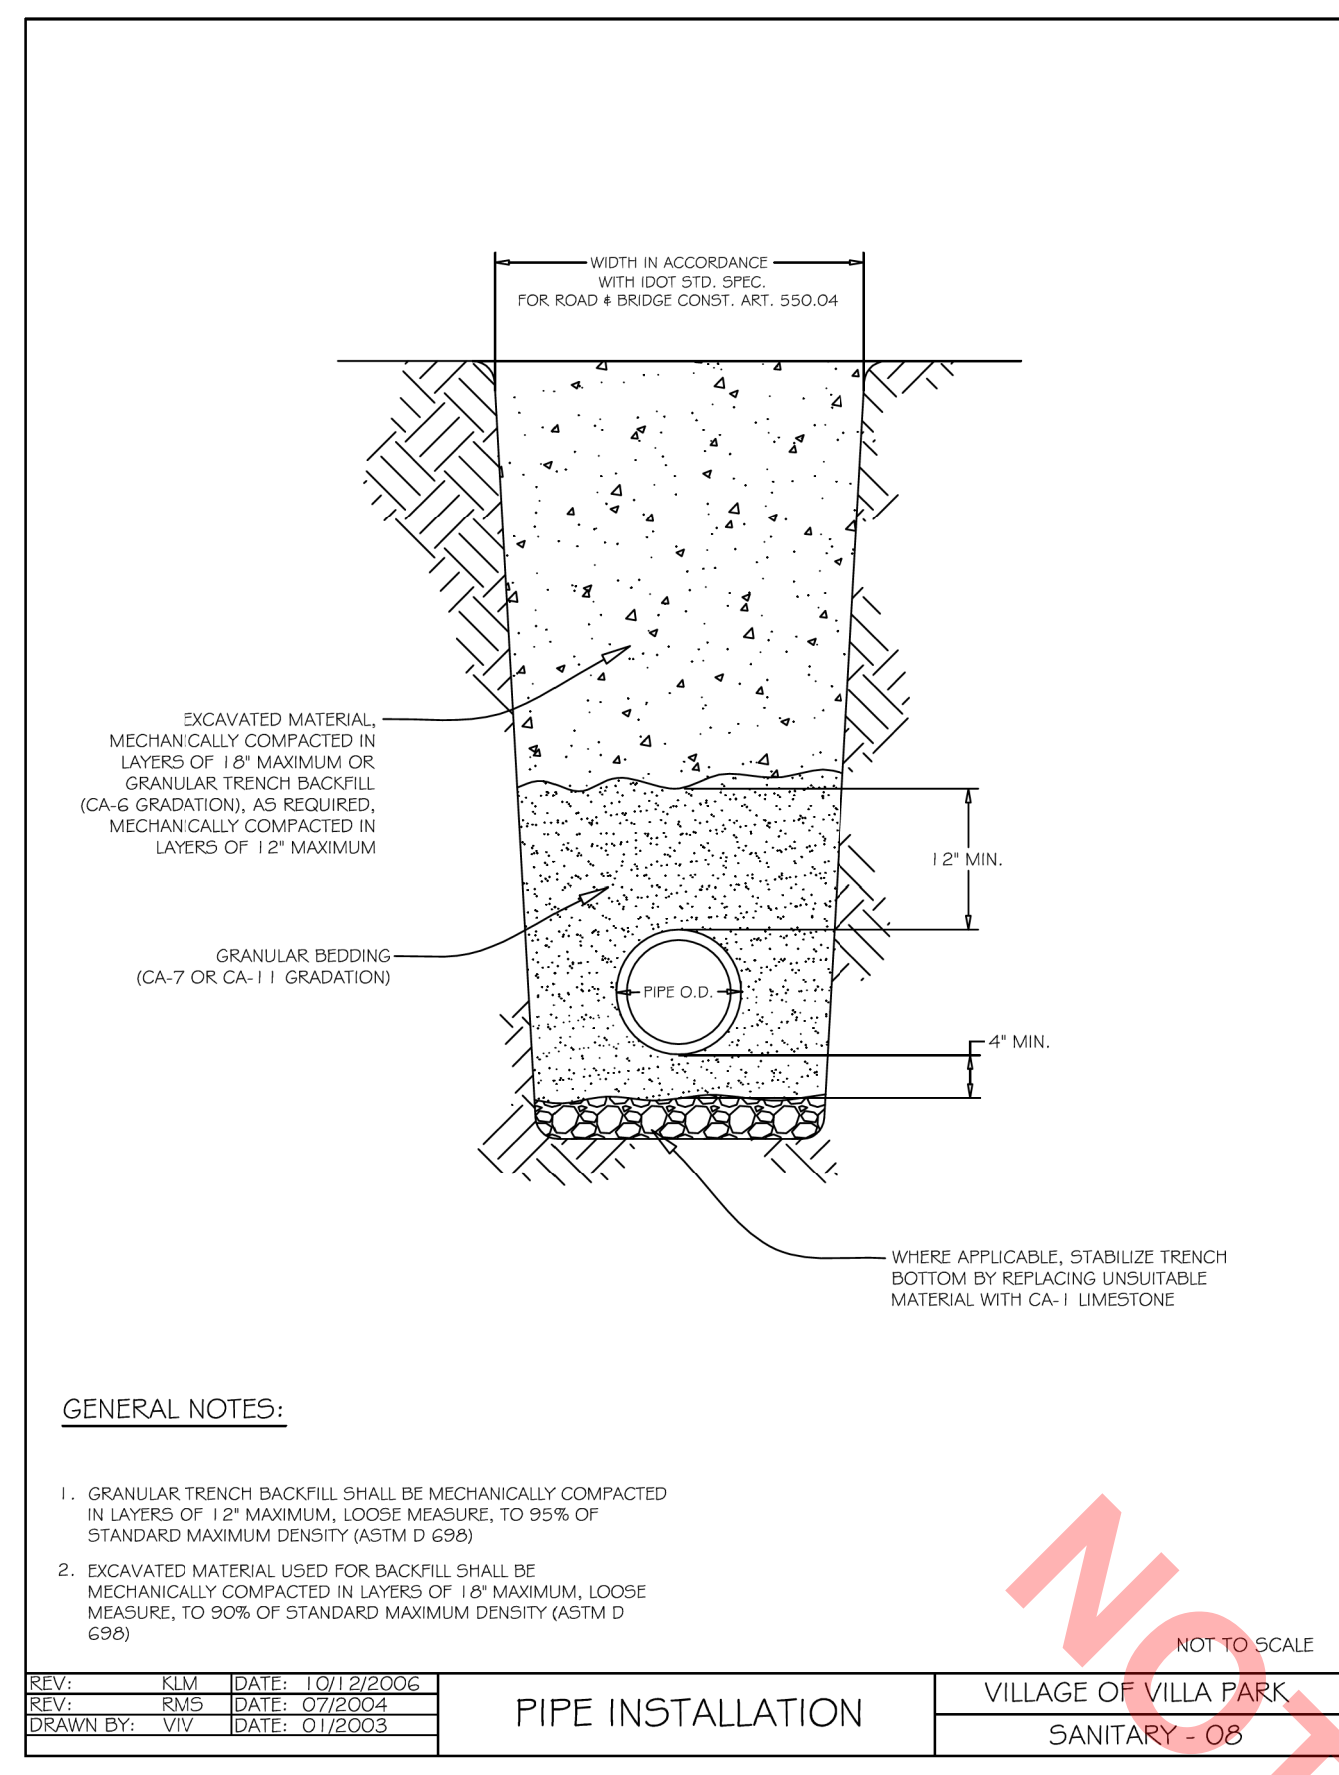 WIDTH IN ACCORDANCE
WITH IDOT STD. SPEC.
FOR ROAD & BRIDGE CONST. ART. 550.04
EXCAVATED MATERIAL,
MECHANICALLY COMPACTED IN
LAYERS OF 18" MAXIMUM OR
GRANULAR TRENCH BACKFILL
(CA-6 GRADATION), AS REQUIRED,
MECHANICALLY COMPACTED IN
LAYERS OF 12" MAXIMUM
12" MIN.
GRANULAR BEDDING
(CA-7 OR CA-11 GRADATION)
PIPE O.D.
4" MIN.
WHERE APPLICABLE, STABILIZE TRENCH
BOTTOM BY REPLACING UNSUITABLE
MATERIAL WITH CA-1 LIMESTONE
GENERAL NOTES:
1. GRANULAR TRENCH BACKFILL SHALL BE MECHANICALLY COMPACTED
IN LAYERS OF 12" MAXIMUM, LOOSE MEASURE, TO 95% OF
STANDARD MAXIMUM DENSITY (ASTM D 698)
2. EXCAVATED MATERIAL USED FOR BACKFILL SHALL BE
MECHANICALLY COMPACTED IN LAYERS OF 18" MAXIMUM, LOOSE
MEASURE, TO 90% OF STANDARD MAXIMUM DENSITY (ASTM D
698)
NOT TO SCALE
REV: KLM DATE: 10/12/2006
REV: RMS DATE: 07/2004
DRAWN BY: VIV DATE: 01/2003
PIPE INSTALLATION
VILLAGE OF VILLA PARK
SANITARY - 08
NOT